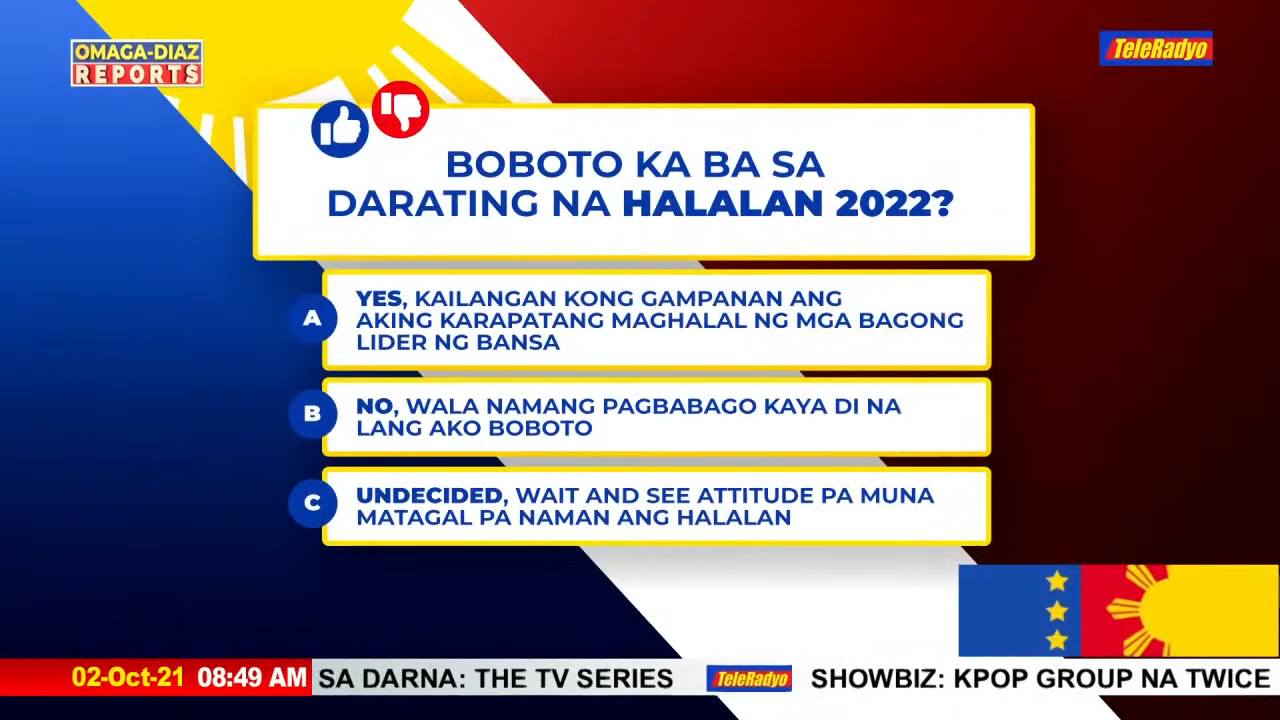 OMAGA-DIAZ
REPORTS
TeleRadyo
BOBOTO KA BA SA
DARATING NA HALALAN 2022?
A
YES, KAILANGAN KONG GAMPANAN ANG
AKING KARAPATANG MAGHALAL NG MGA BAGONG
LIDER NG BANSA
B
NO, WALA NAMANG PAGBABAGO KAYA DI NA
LANG AKO BOBOTO
C
UNDECIDED, WAIT AND SEE ATTITUDE PA MUNA
MATAGAL PA NAMAN ANG HALALAN
02-Oct-21 08:49 AM SA DARNA: THE TV SERIES TeleRadyo SHOWBIZ: KPOP GROUP NA TWICE